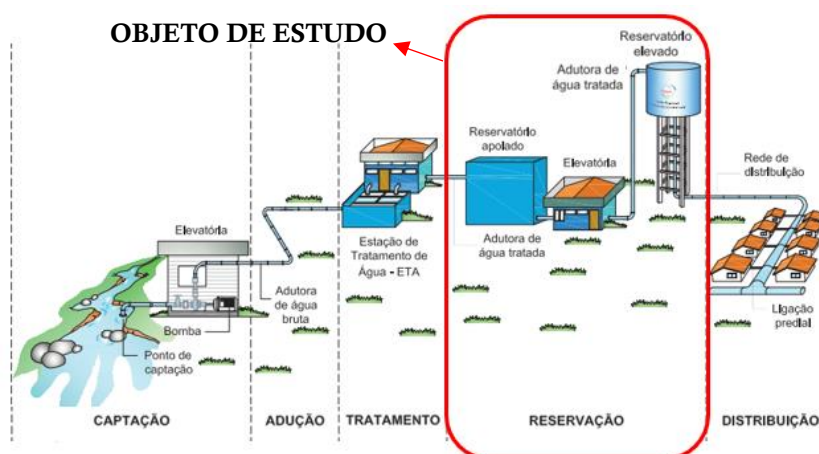 OBJETO DE ESTUDO
Reservatório
elevado
Adutora de
água tratada
Reservatório
apoiado
Elevatória
Rede de
distribuição
Elevatória
Estação de
Tratamento de
Água - ETA
Adutora
de água
bruta
Adutora de
água tratada
Bomba
Ponto de
captação
Ligação
predial
CAPTAÇÃO
ADUÇÃO
TRATAMENTO
RESERVAÇÃO
DISTRIBUIÇÃO